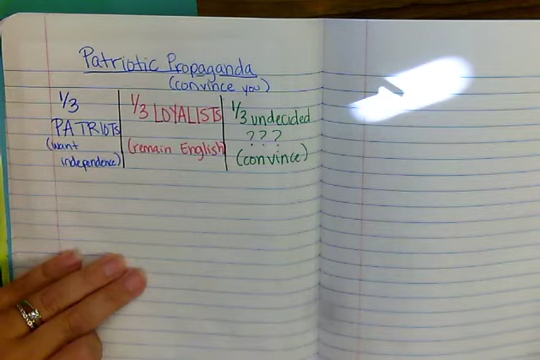 Patriotic Propaganda
(convince you)
1/3
PATRIOTS
(want
independence)
1/3 LOYALISTS
(remain English)
1/3 undecided
? ? ?
(convince)